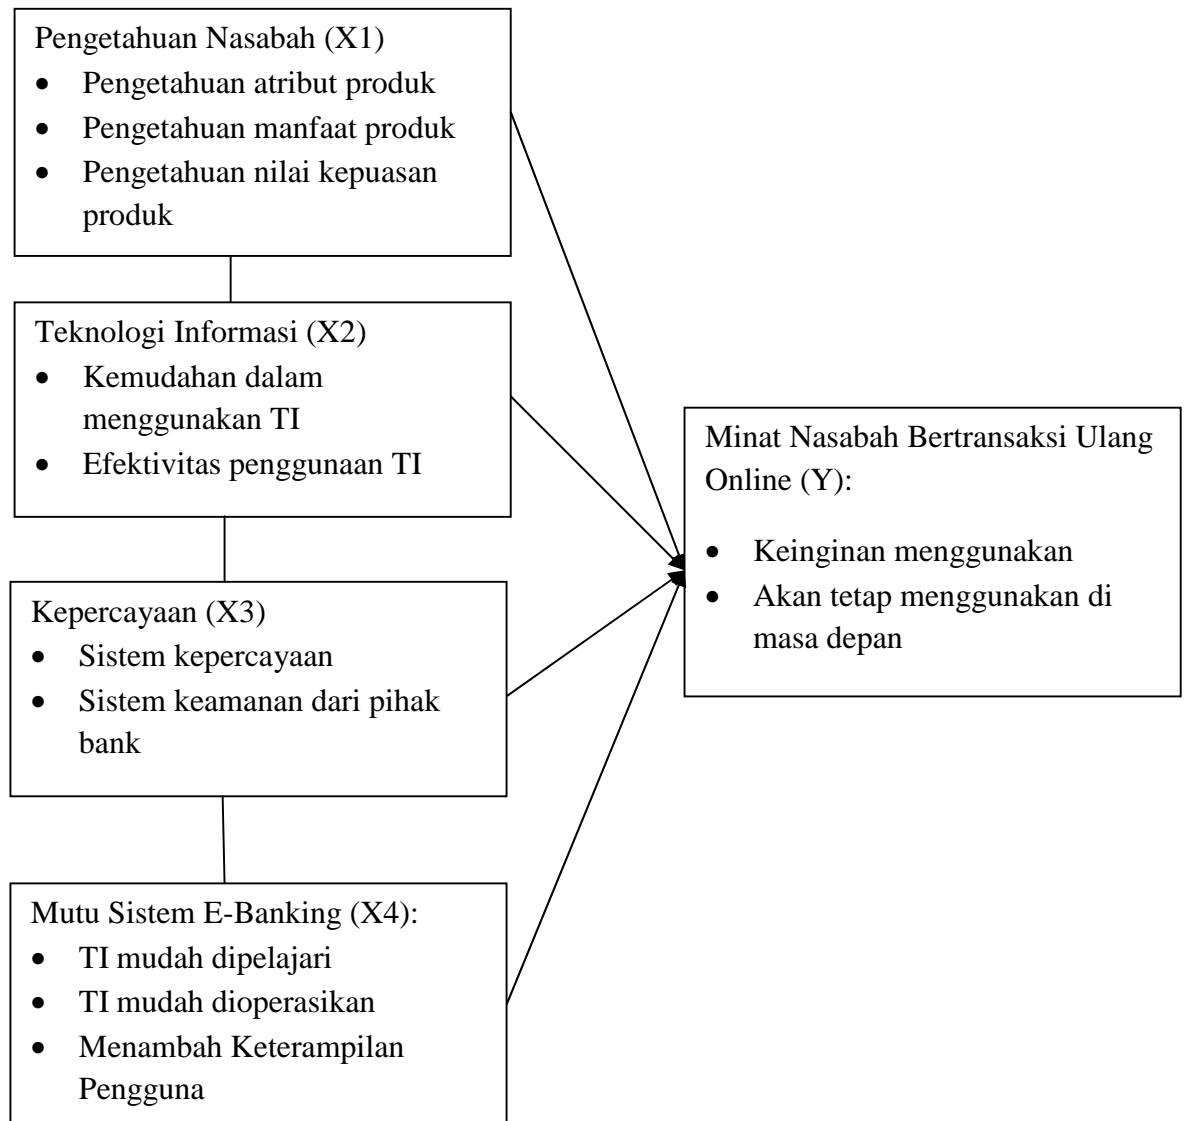 Pengetahuan Nasabah (X1)
• Pengetahuan atribut produk
• Pengetahuan manfaat produk
• Pengetahuan nilai kepuasan
produk
Teknologi Informasi (X2)
• Kemudahan dalam
menggunakan TI
• Efektivitas penggunaan TI
Kepercayaan (X3)
• Sistem kepercayaan
• Sistem keamanan dari pihak
bank
Mutu Sistem E-Banking (X4):
• TI mudah dipelajari
• TI mudah dioperasikan
• Menambah Keterampilan
Pengguna
Minat Nasabah Bertransaksi Ulang
Online (Y):
• Keinginan menggunakan
• Akan tetap menggunakan di
masa depan